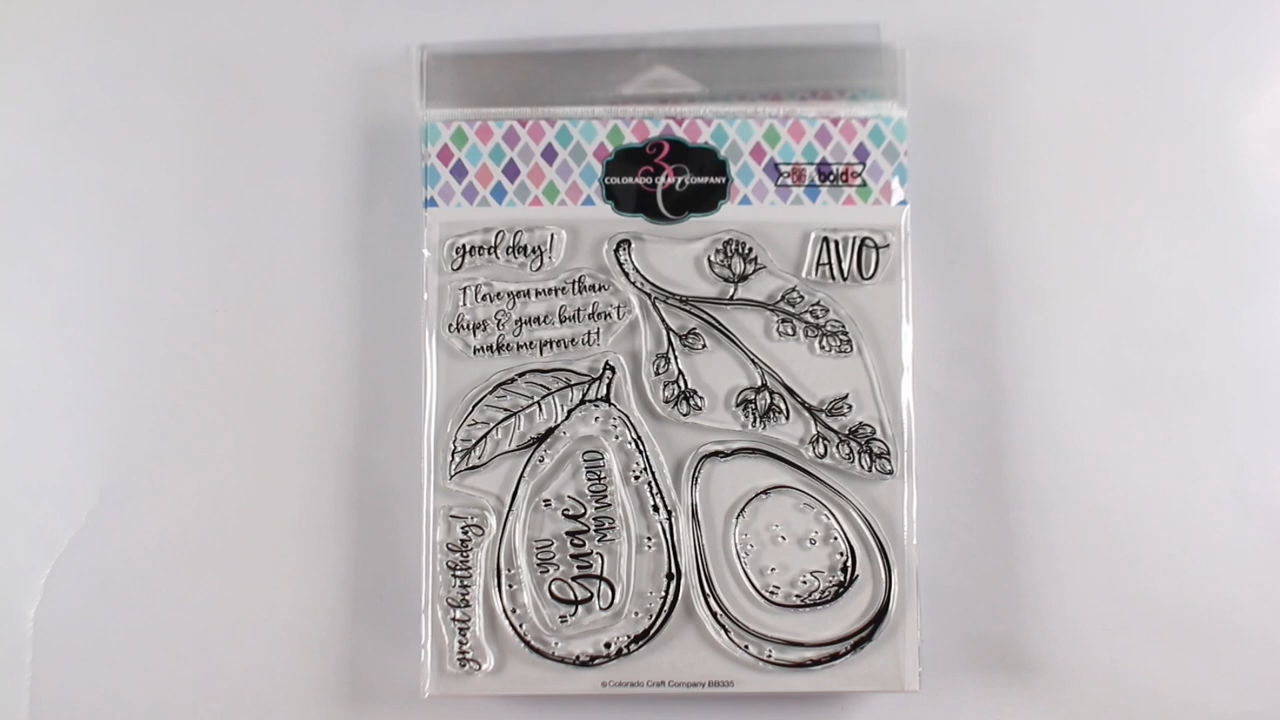 3C
COLORADO CRAFT COMPANY
BIG & bold
good day!
AVO
I love you more than
chips & guac, but don't
make me prove it!
YOU
"Guac"
MY WORLD
great birthday!
© Colorado Craft Company BB335